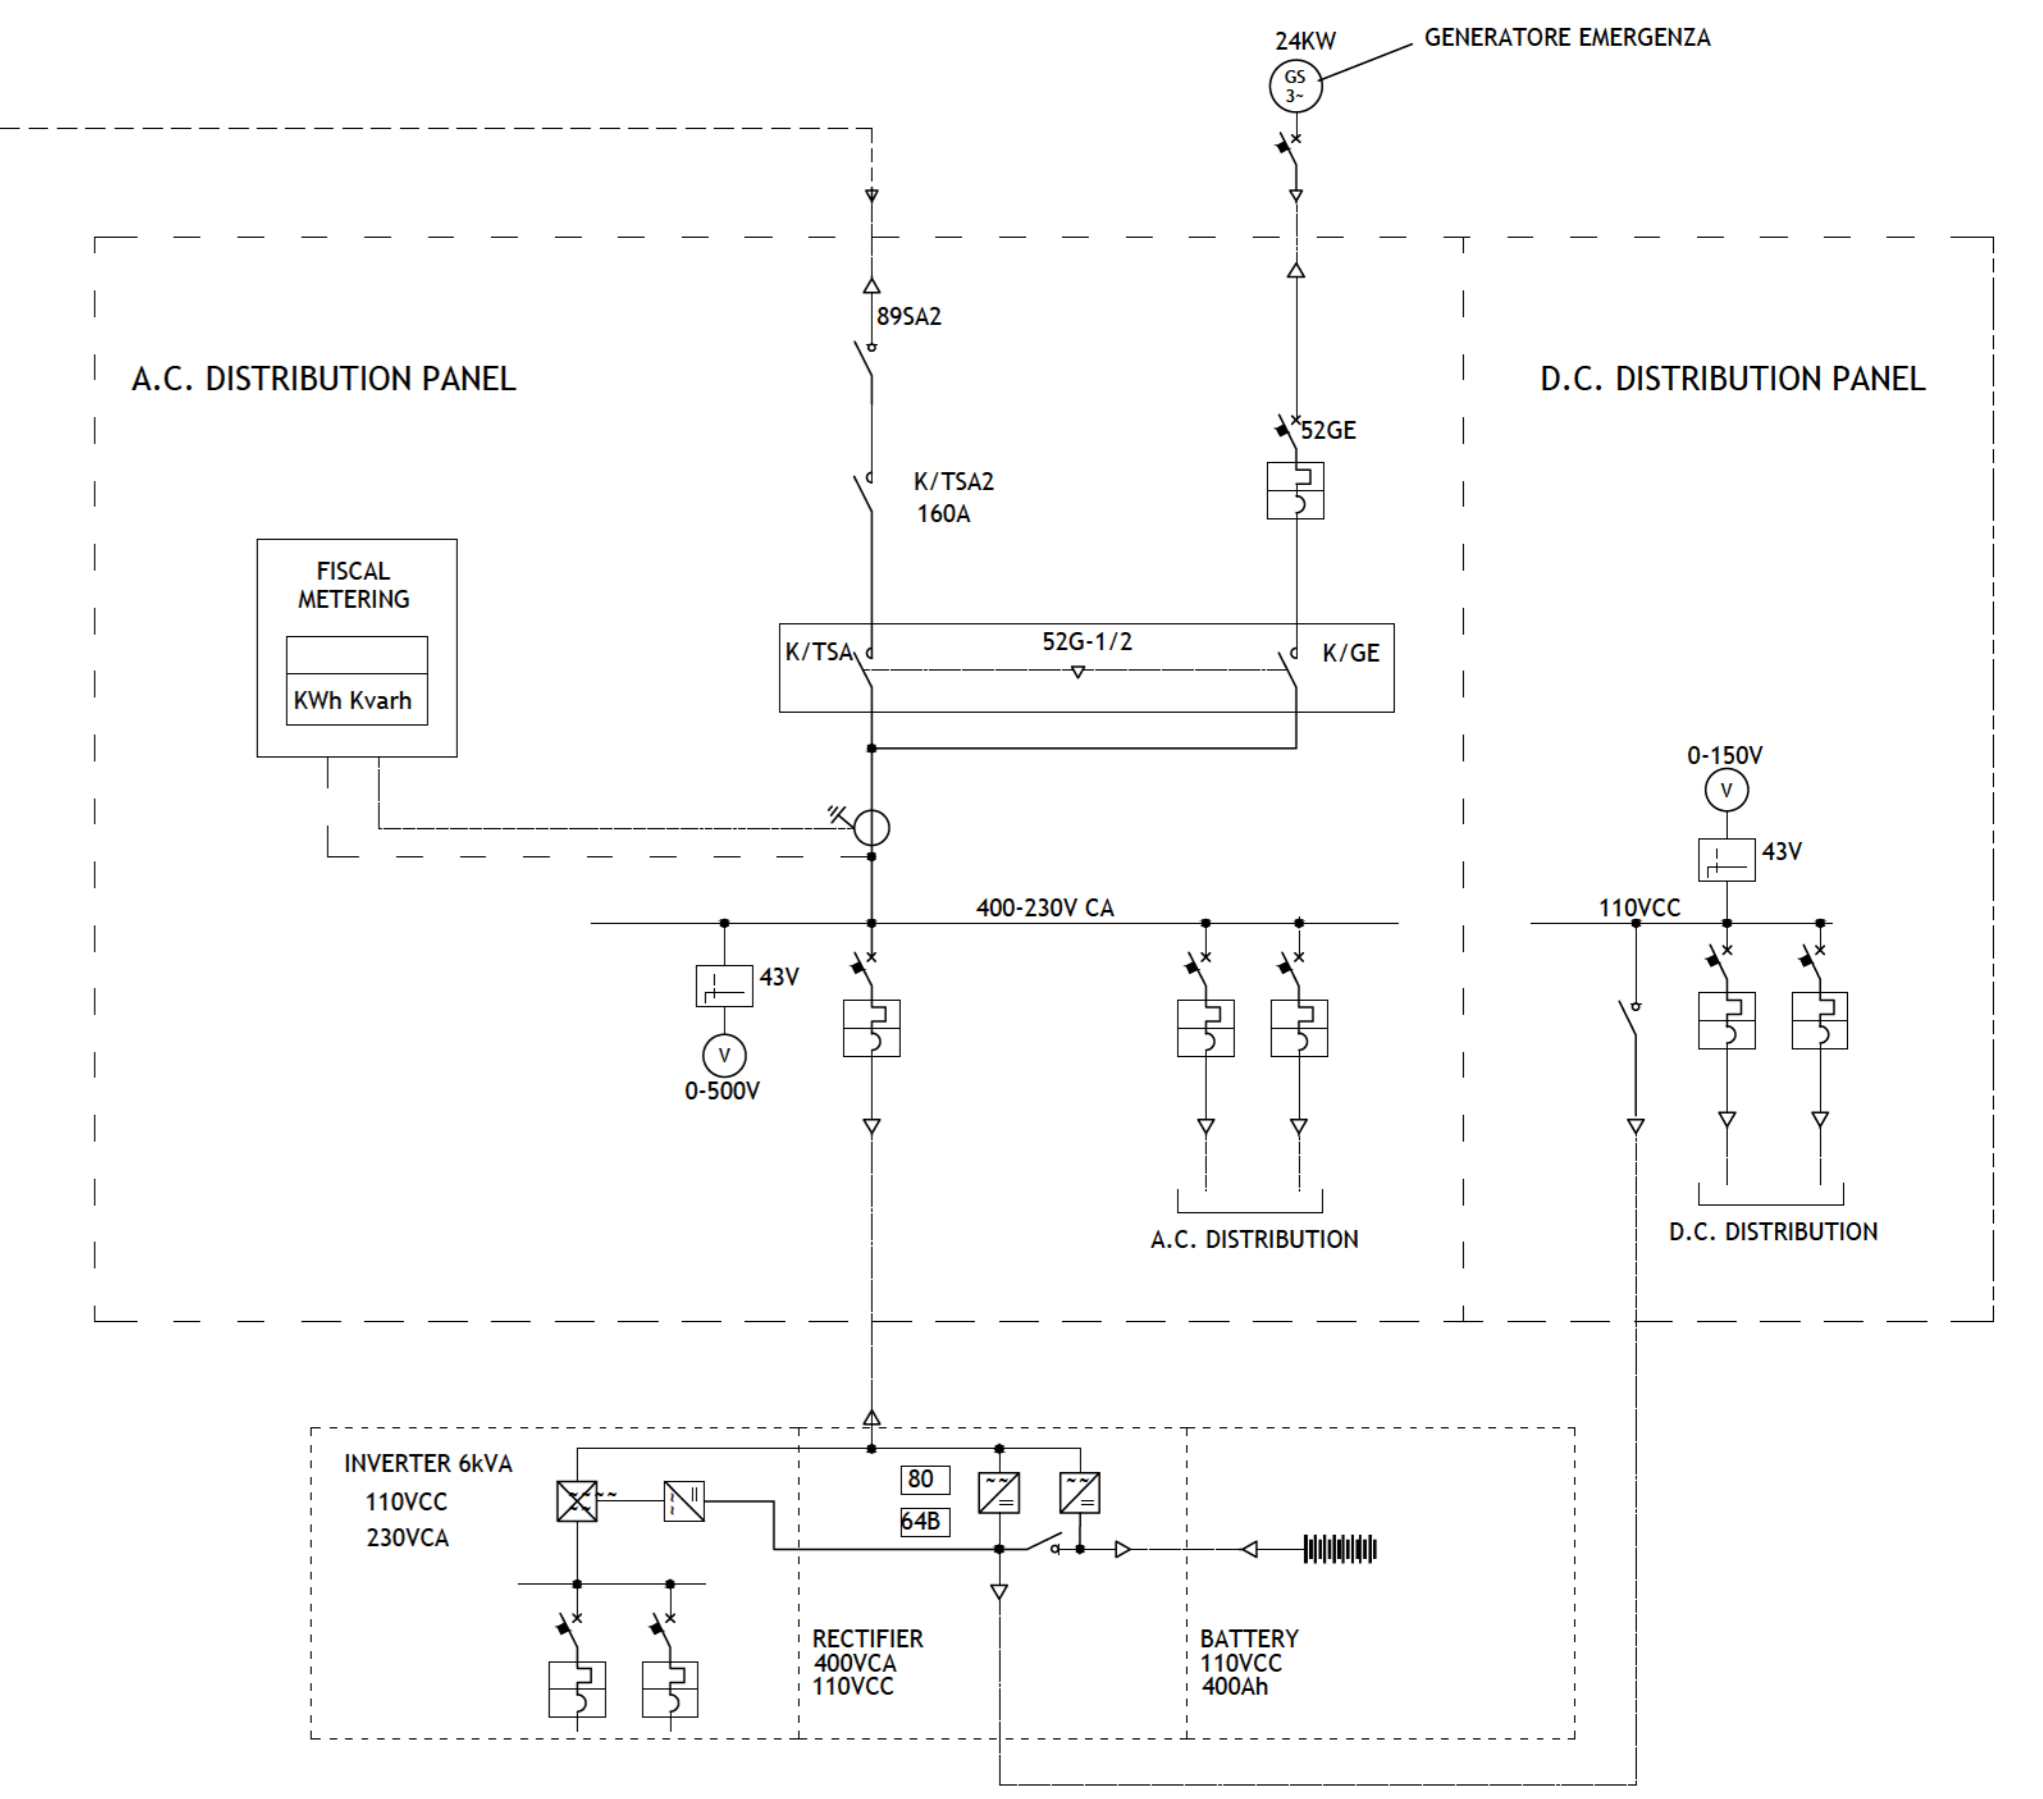 24KW
GENERATORE EMERGENZA
GS
3~
89SA2
A.C. DISTRIBUTION PANEL
D.C. DISTRIBUTION PANEL
52GE
K/TSA2
160A
FISCAL
METERING
KWh Kvarh
K/TSA
52G-1/2
K/GE
0-150V
V
43V
400-230V CA
110VCC
43V
V
0-500V
A.C. DISTRIBUTION
D.C. DISTRIBUTION
INVERTER 6kVA
110VCC
230VCA
80
64B
RECTIFIER
400VCA
110VCC
BATTERY
110VCC
400Ah